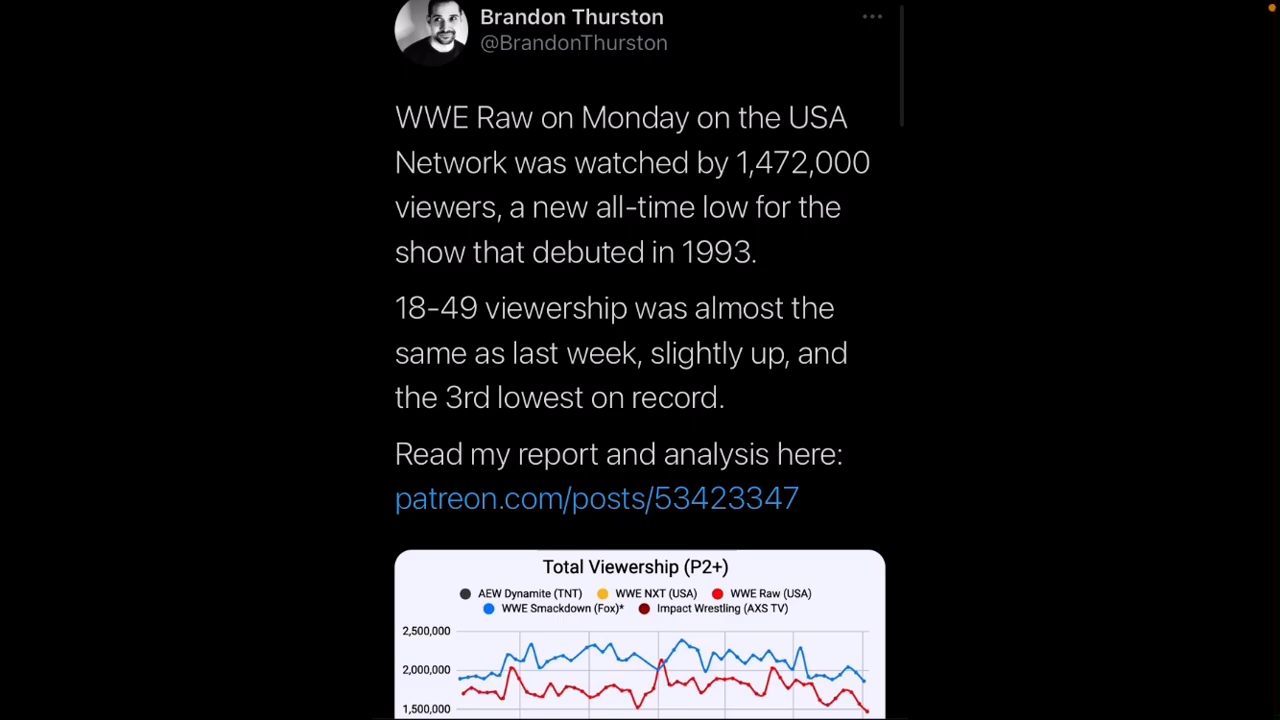 Brandon Thurston
@BrandonThurston
WWE Raw on Monday on the USA
Network was watched by 1,472,000
viewers, a new all-time low for the
show that debuted in 1993.
18-49 viewership was almost the
same as last week, slightly up, and
the 3rd lowest on record.
Read my report and analysis here:
patreon.com/posts/53423347
Total Viewership (P2+)
AEW Dynamite (TNT) WWE NXT (USA) WWE Raw (USA)
WWE Smackdown (Fox)* Impact Wrestling (AXS TV)
2,500,000
2,000,000
1,500,000